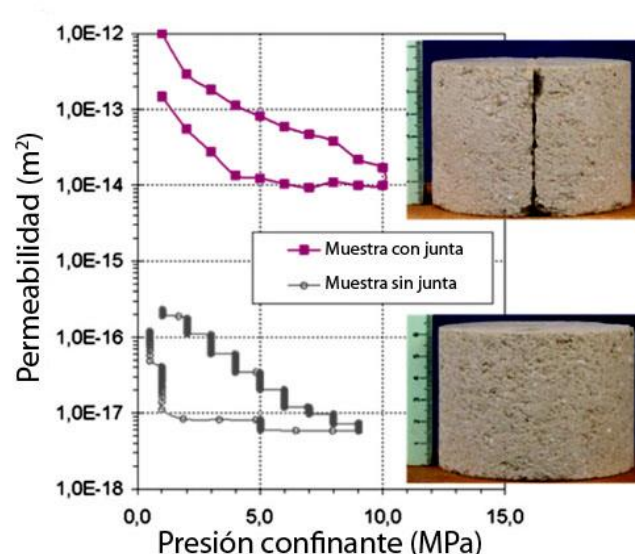 Permeabilidad (m²)
1,0E-12
1,0E-13
1,0E-14
1,0E-15
1,0E-16
1,0E-17
1,0E-18
Muestra con junta
Muestra sin junta
0,0
5,0
10,0
15,0
Presión confinante (MPa)